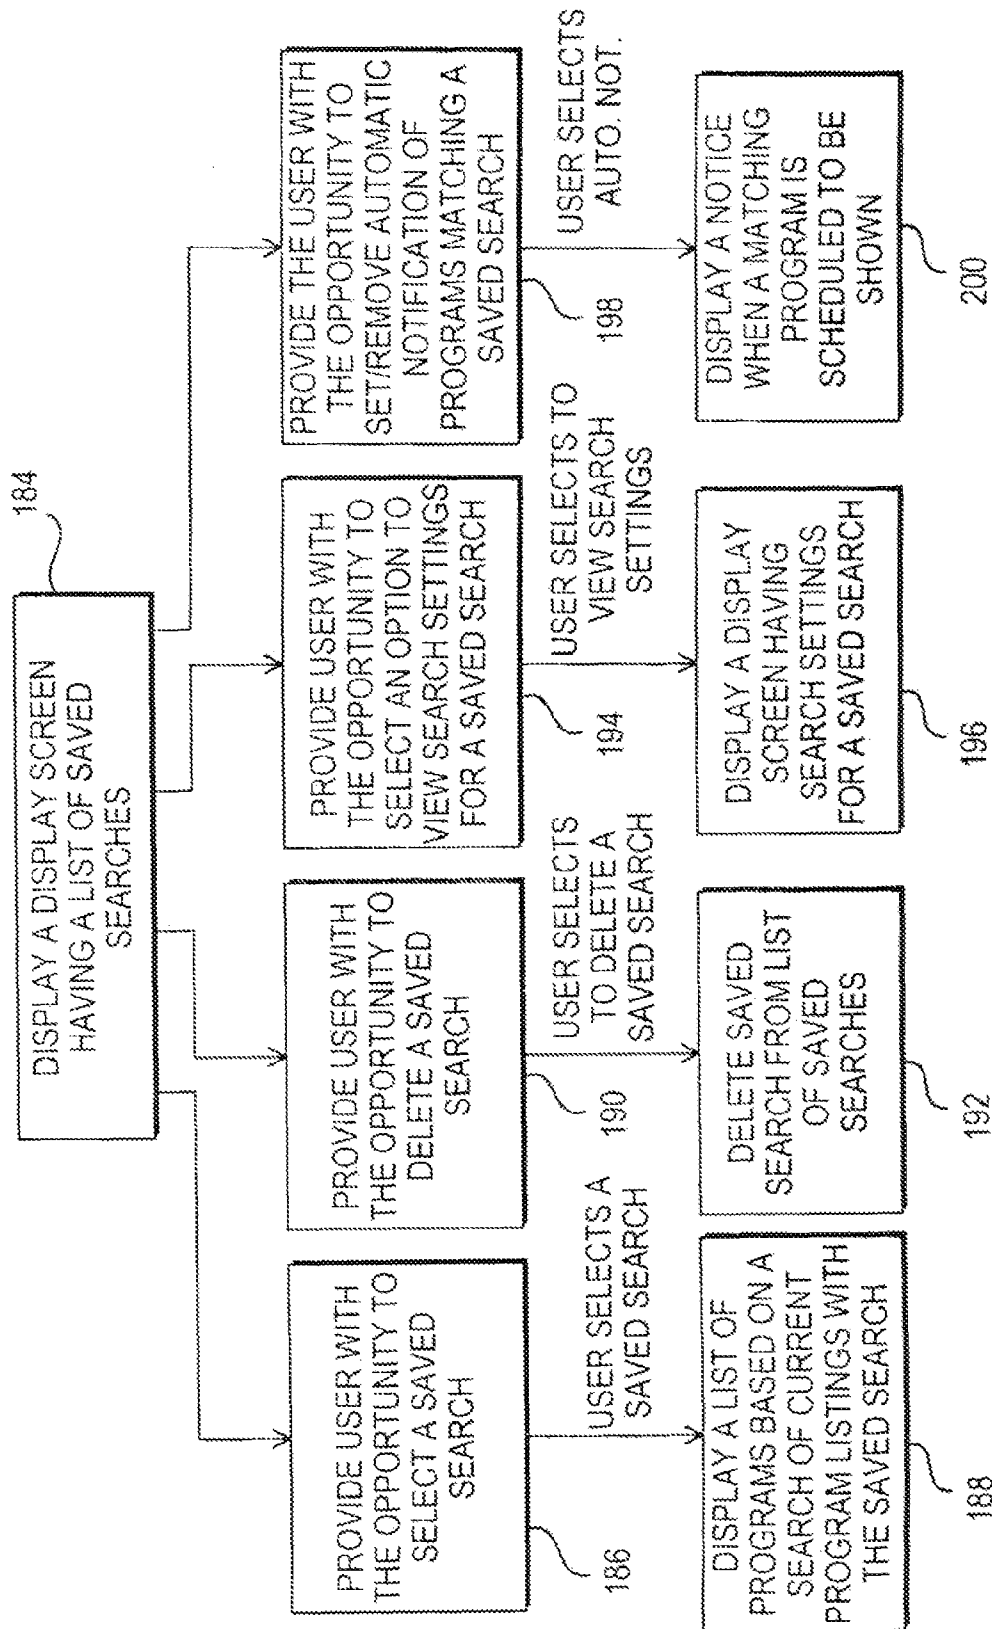 DISPLAY A DISPLAY SCREEN
HAVING A LIST OF SAVED
SEARCHES
184
PROVIDE USER WITH
THE OPPORTUNITY TO
SELECT A SAVED
SEARCH
186
USER SELECTS A
SAVED SEARCH
DISPLAY A LIST OF
PROGRAMS BASED ON A
SEARCH OF CURRENT
PROGRAM LISTINGS WITH
THE SAVED SEARCH
188
PROVIDE USER WITH
THE OPPORTUNITY TO
DELETE A SAVED
SEARCH
190
USER SELECTS
TO DELETE A
SAVED SEARCH
DELETE SAVED
SEARCH FROM LIST
OF SAVED
SEARCHES
192
PROVIDE USER WITH
THE OPPORTUNITY TO
SELECT AN OPTION TO
VIEW SEARCH SETTINGS
FOR A SAVED SEARCH
194
USER SELECTS TO
VIEW SEARCH
SETTINGS
DISPLAY A DISPLAY
SCREEN HAVING
SEARCH SETTINGS
FOR A SAVED SEARCH
196
PROVIDE THE USER WITH
THE OPPORTUNITY TO
SET/REMOVE AUTOMATIC
NOTIFICATION OF
PROGRAMS MATCHING A
SAVED SEARCH
198
USER SELECTS
AUTO. NOT.
DISPLAY A NOTICE
WHEN A MATCHING
PROGRAM IS
SCHEDULED TO BE
SHOWN
200